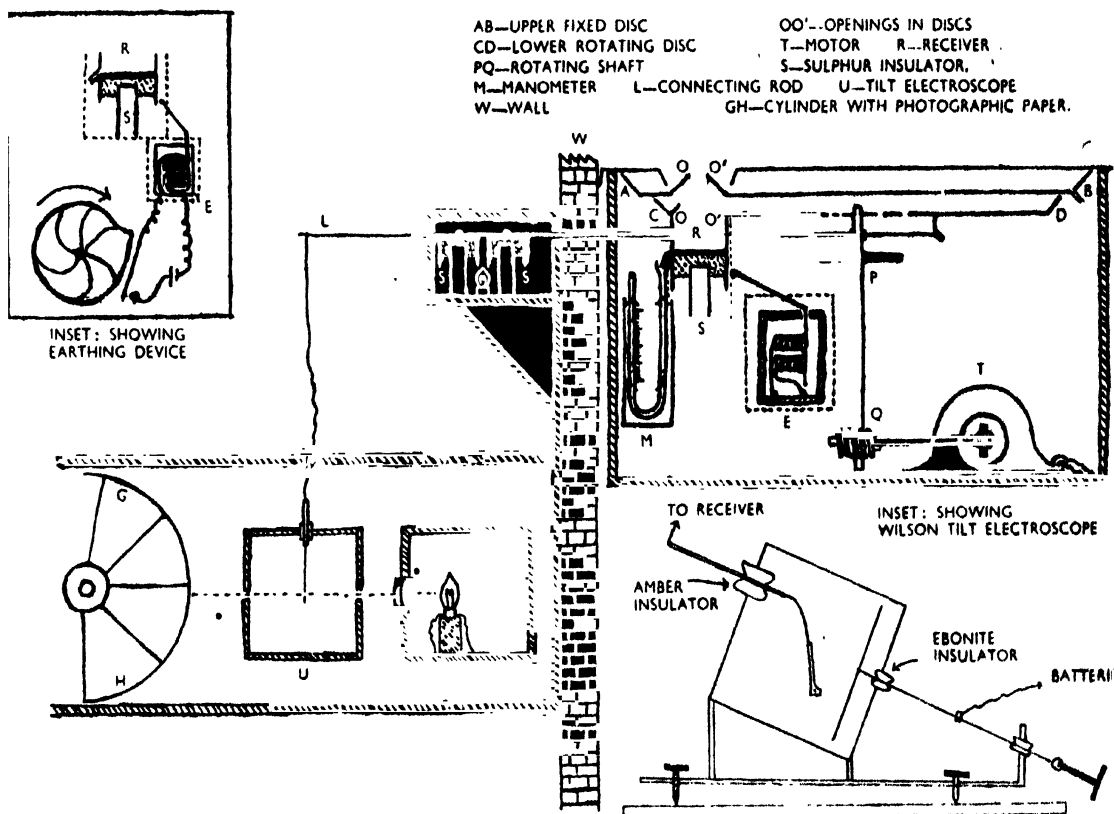 AB—UPPER FIXED DISC OO'—OPENINGS IN DISCS
CD—LOWER ROTATING DISC T—MOTOR R—RECEIVER
PQ—ROTATING SHAFT S—SULPHUR INSULATOR,
M—MANOMETER L—CONNECTING ROD U—TILT ELECTROSCOPE
W—WALL GH—CYLINDER WITH PHOTOGRAPHIC PAPER.
R
S
E
INSET: SHOWING
EARTHING DEVICE
W
L
S S
A O O' B
C O O' D
R
P
S
T
M
E
Q
G
H
U
INSET: SHOWING
WILSON TILT ELECTROSCOPE
TO RECEIVER
AMBER
INSULATOR
EBONITE
INSULATOR
BATTERI